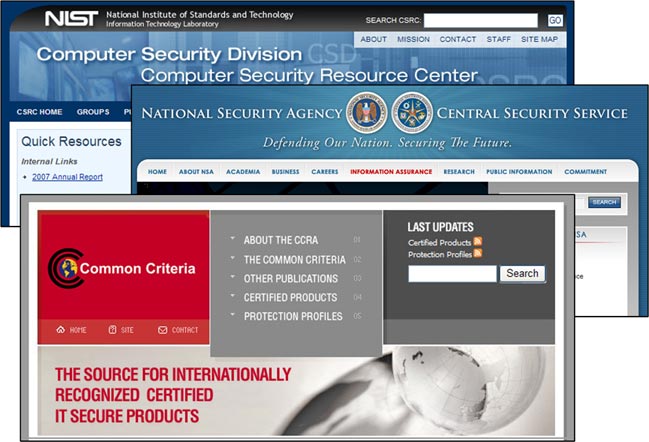 NIST National Institute of Standards and Technology
Information Technology Laboratory
SEARCH CSRC: GO
ABOUT MISSION CONTACT STAFF SITE MAP
Computer Security Division
Computer Security Resource Center
CSD
CSRC HOME GROUPS
Quick Resources
Internal Links
2007 Annual Report
NATIONAL SECURITY AGENCY CENTRAL SECURITY SERVICE
Defending Our Nation. Securing The Future.
HOME ABOUT NSA ACADEMIA BUSINESS CAREERS INFORMATION ASSURANCE RESEARCH PUBLIC INFORMATION COMMITMENT
SEARCH
Common Criteria
HOME SITE CONTACT
ABOUT THE CCRA 01
THE COMMON CRITERIA 02
OTHER PUBLICATIONS 03
CERTIFIED PRODUCTS 04
PROTECTION PROFILES 05
LAST UPDATES
Certified Products
Protection Profiles
Search
THE SOURCE FOR INTERNATIONALLY
RECOGNIZED CERTIFIED
IT SECURE PRODUCTS